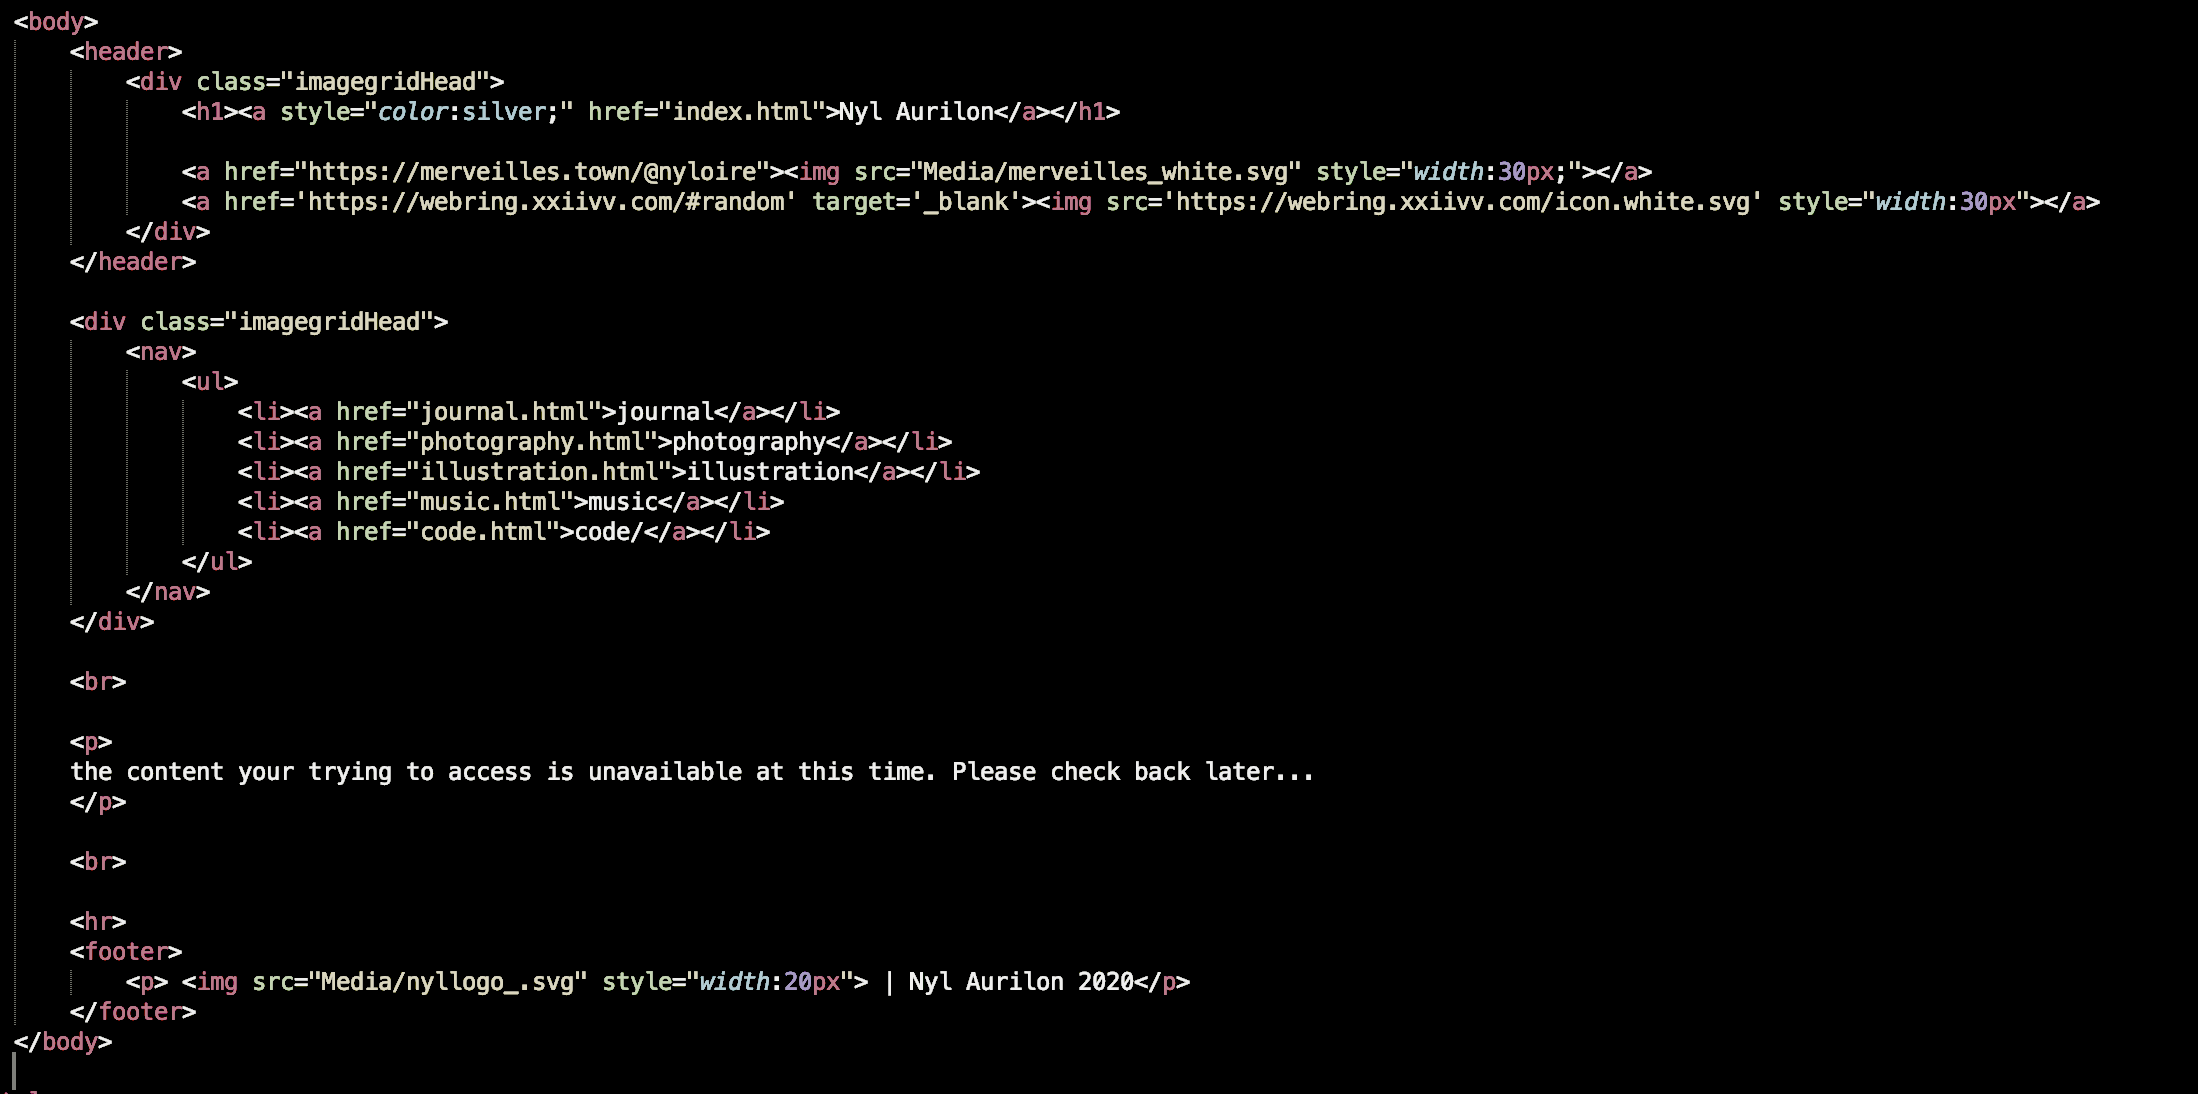 <body>
<header>
<div class="imagegridHead">
<h1><a style="color:silver;" href="index.html">Nyl Aurilon</a></h1>
<a href="https://merveilles.town/@nyloire"><img src="Media/merveilles_white.svg" style="width:30px;"></a>
<a href='https://webring.xxiivv.com/#random' target='_blank'><img src='https://webring.xxiivv.com/icon.white.svg' style="width:30px"></a>
</div>
</header>
<div class="imagegridHead">
<nav>
<ul>
<li><a href="journal.html">journal</a></li>
<li><a href="photography.html">photography</a></li>
<li><a href="illustration.html">illustration</a></li>
<li><a href="music.html">music</a></li>
<li><a href="code.html">code/</a></li>
</ul>
</nav>
</div>
<br>
<p>
the content your trying to access is unavailable at this time. Please check back later...
</p>
<br>
<hr>
<footer>
<p> <img src="Media/nyllogo_.svg" style="width:20px"> | Nyl Aurilon 2020</p>
</footer>
</body>